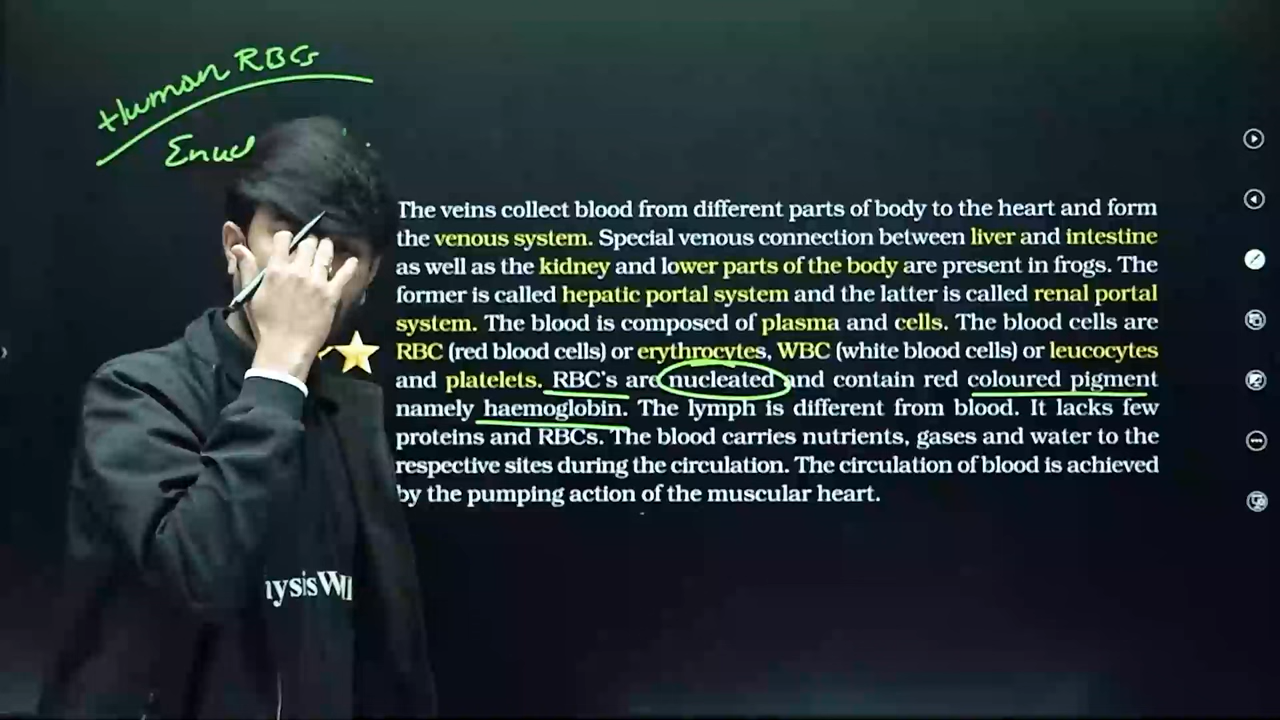 Human RBCs
Enucl
The veins collect blood from different parts of body to the heart and form
the venous system. Special venous connection between liver and intestine
as well as the kidney and lower parts of the body are present in frogs. The
former is called hepatic portal system and the latter is called renal portal
system. The blood is composed of plasma and cells. The blood cells are
RBC (red blood cells) or erythrocytes, WBC (white blood cells) or leucocytes
and platelets. RBC's are nucleated and contain red coloured pigment
namely haemoglobin. The lymph is different from blood. It lacks few
proteins and RBCs. The blood carries nutrients, gases and water to the
respective sites during the circulation. The circulation of blood is achieved
by the pumping action of the muscular heart.
ysisW